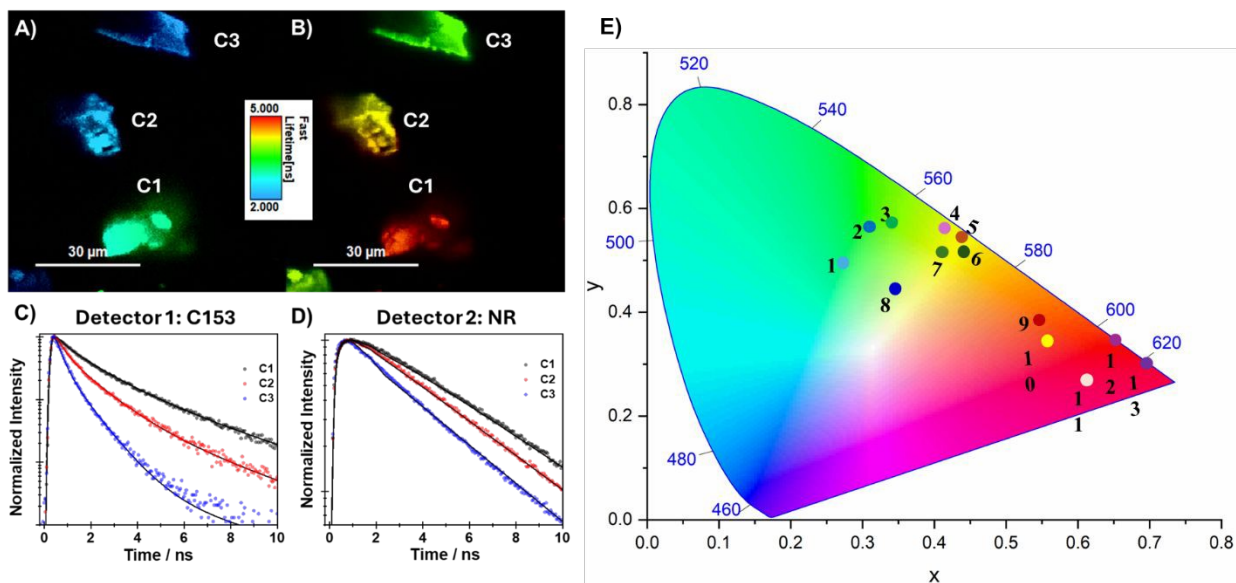 A)
C3
C2
C1
30 µm
5.000
Fast
Lifetime[ns]
2.000
B)
C3
C2
C1
30 µm
C)
Detector1: C153
Normalized Intensity
C1
C2
C3
0
2
4
6
8
10
Time / ns
D)
Detector2: NR
Normalized Intensity
C1
C2
C3
0
2
4
6
8
10
Time / ns
E)
520
540
560
580
600
620
500
480
460
1
2
3
4
5
6
7
8
9
1
0
1
1
1
2
1
3
y
0.8
0.6
0.4
0.2
0.0
0.0
0.1
0.2
0.3
0.4
0.5
0.6
0.7
0.8
x